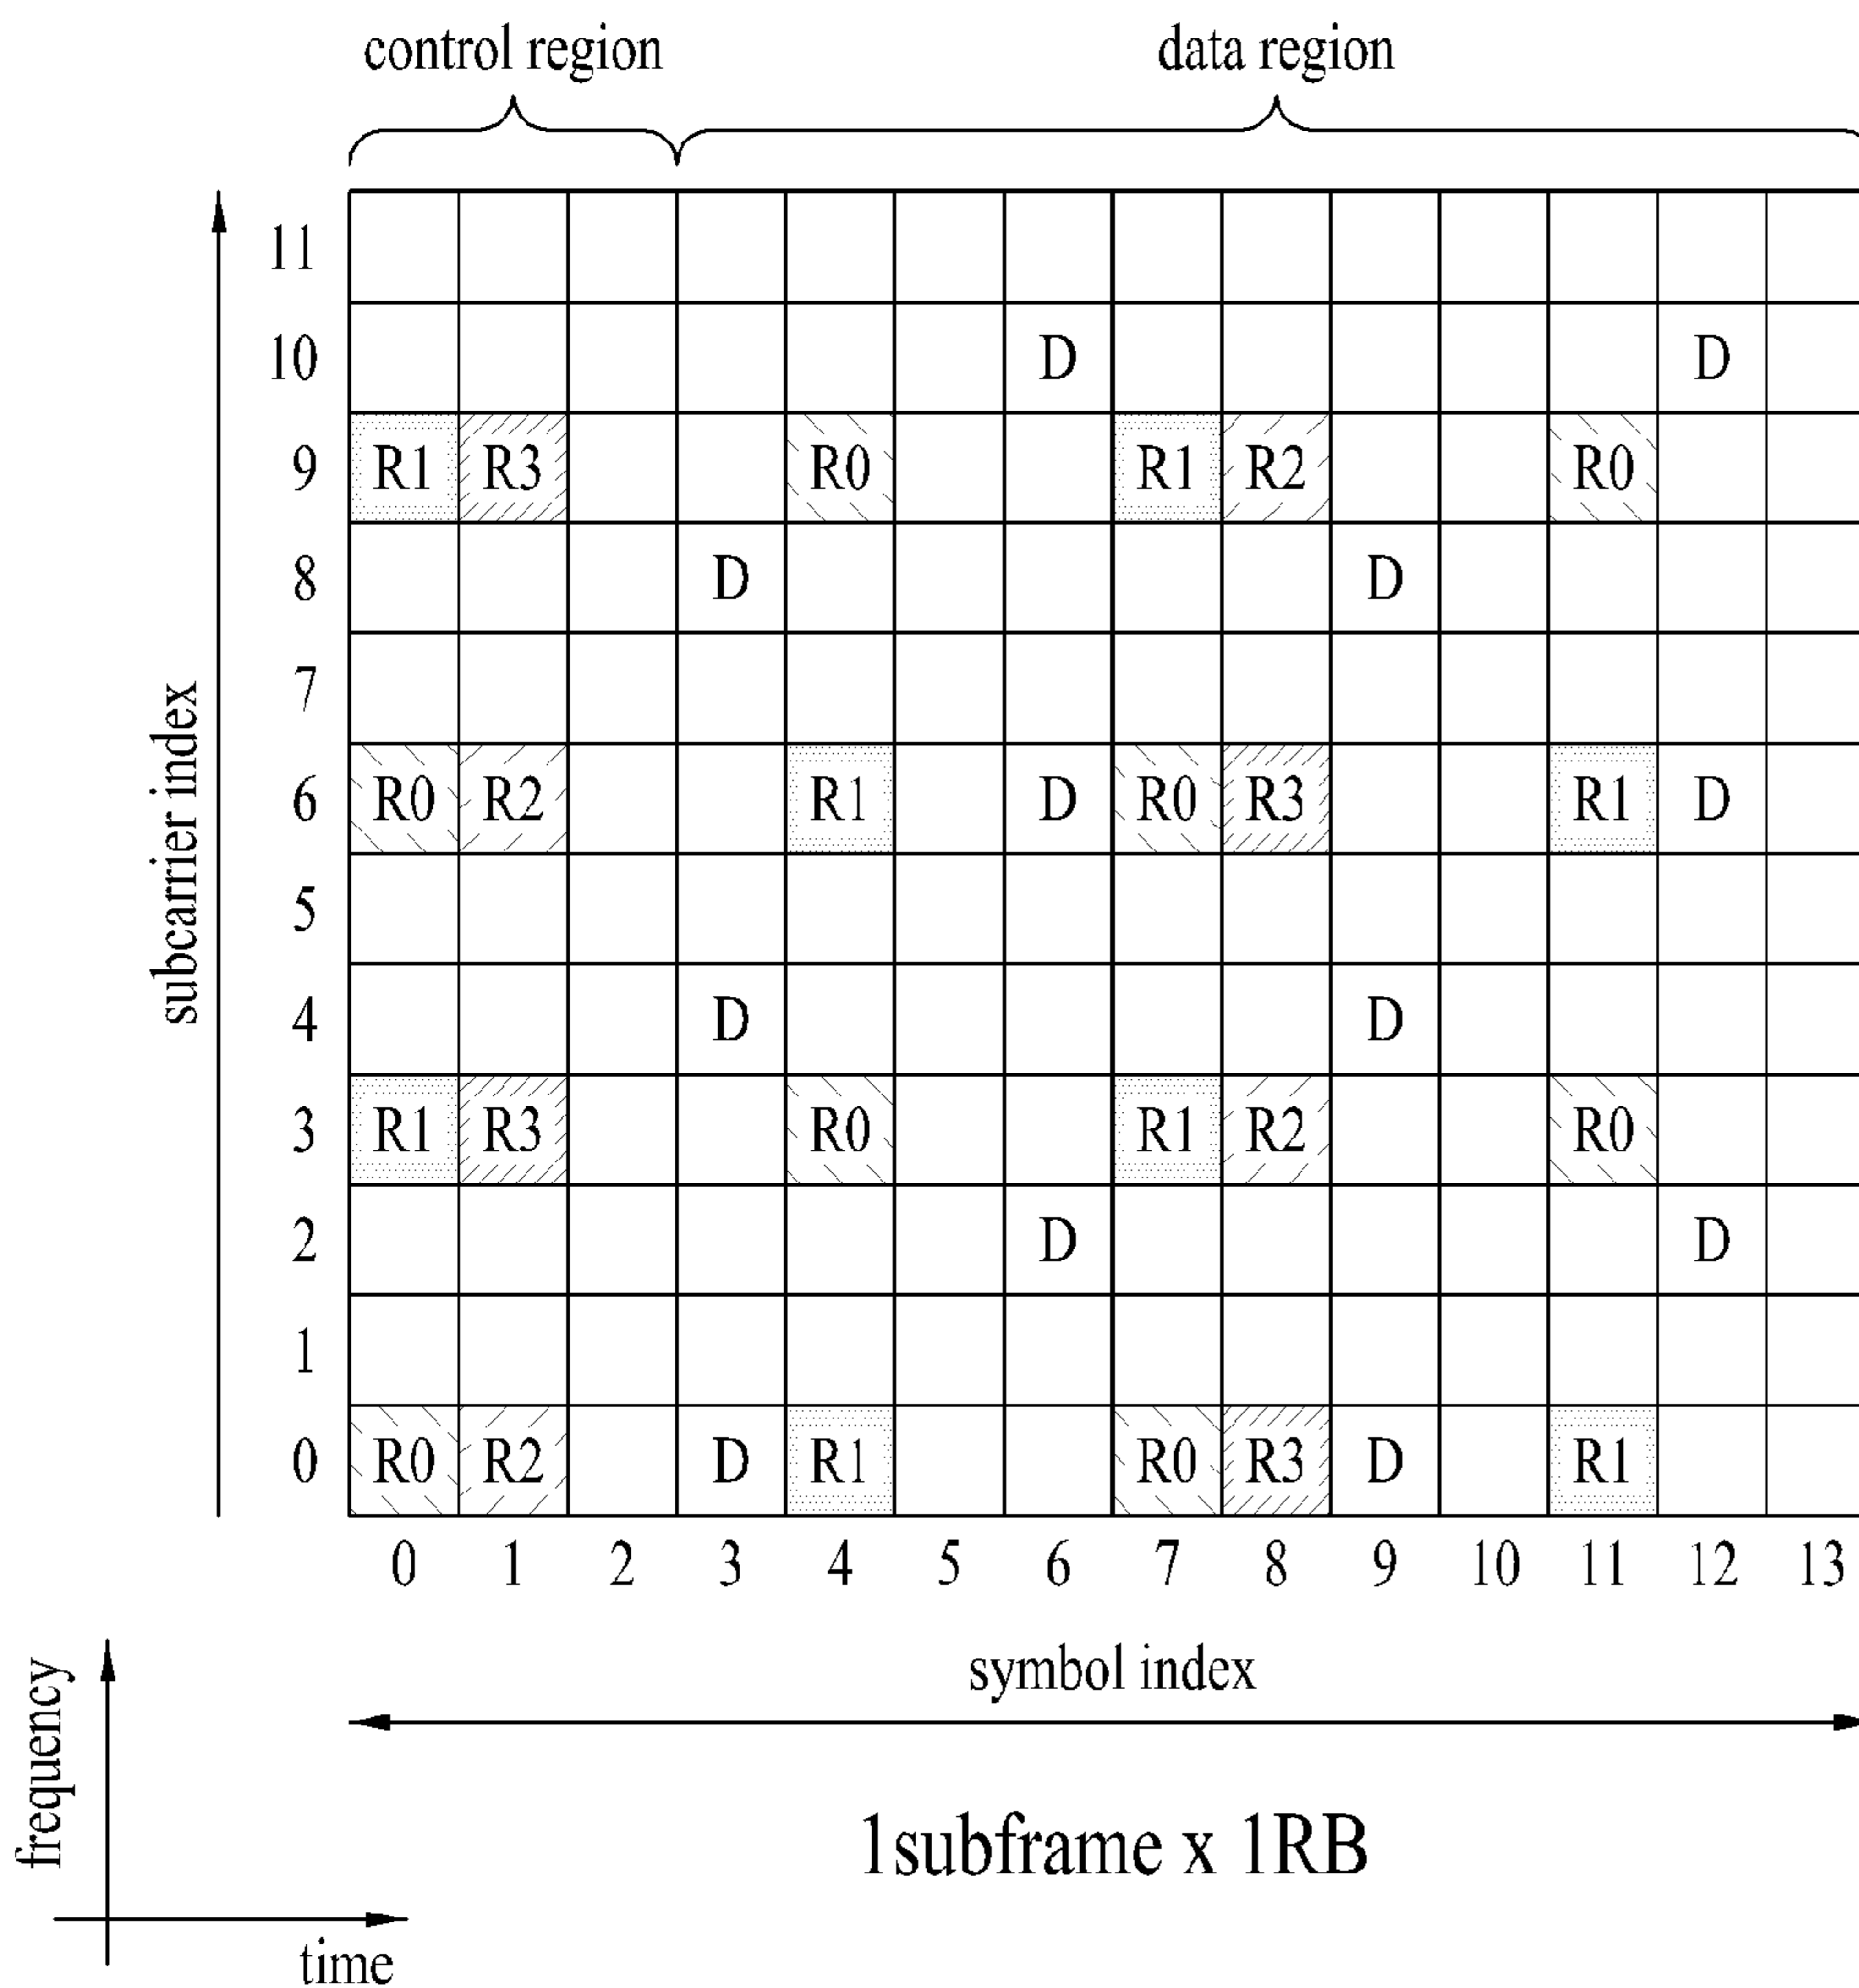 control region data region
11
10 D D
9 R1 R3 R0 R1 R2 R0
8 D D
7
6 R0 R2 R1 D R0 R3 R1 D
5
4 D D
3 R1 R3 R0 R1 R2 R0
2 D D
1
0 R0 R2 D R1 R0 R3 D R1
subcarrier index
0 1 2 3 4 5 6 7 8 9 10 11 12 13
symbol index
frequency
time
1subframe x 1RB